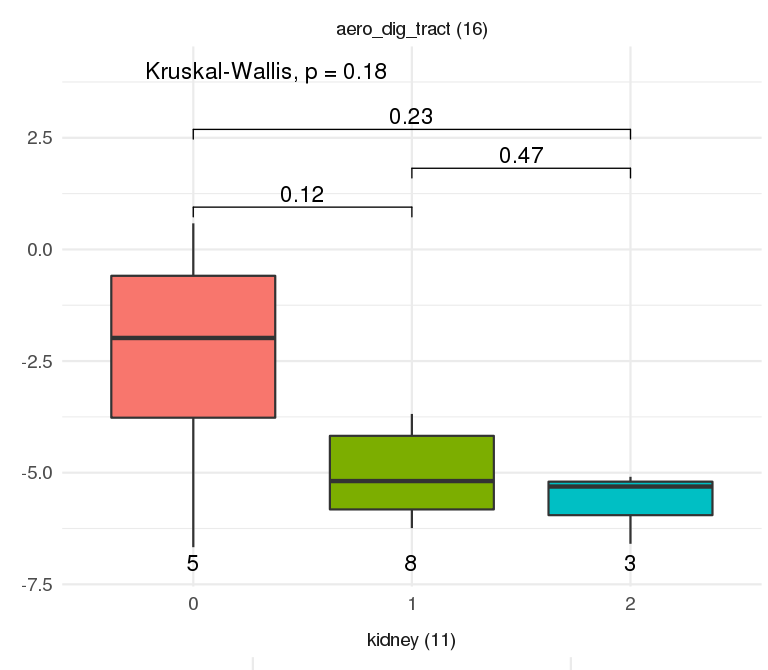 aero_dig_tract (16)
Kruskal-Wallis, p = 0.18
0.23
0.47
0.12
2.5
0.0
-2.5
-5.0
-7.5
5 8 3
0 1 2
kidney (11)